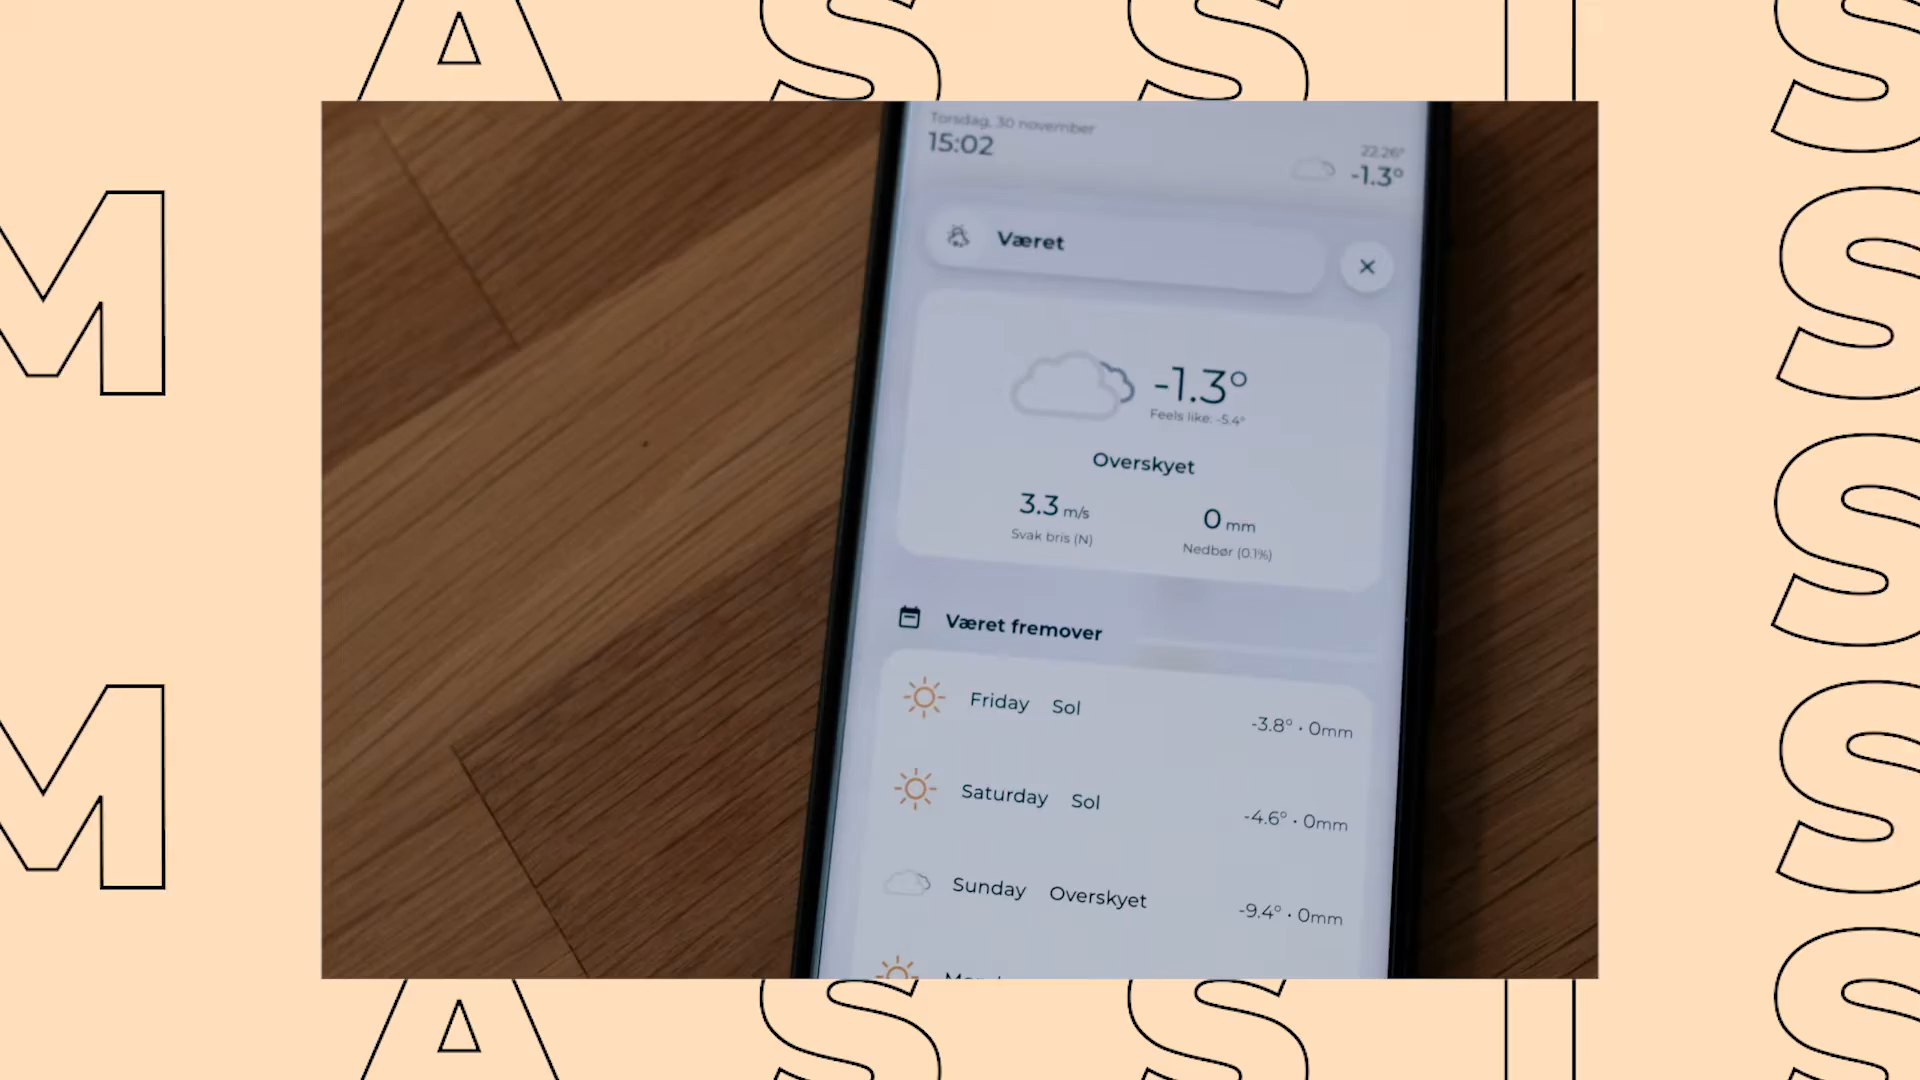 A S S I S
M S
S
M S
A S S I S
Torsdag, 30 november
15:02
22.26°
-1.3°
Været
-1.3°
Feels like: -5.4°
Overskyet
3.3 m/s
0 mm
Svak bris (N)
Nedbør (0.1%)
Været fremover
Friday Sol
-3.8° • 0mm
Saturday Sol
-4.6° • 0mm
Sunday Overskyet
-9.4° • 0mm